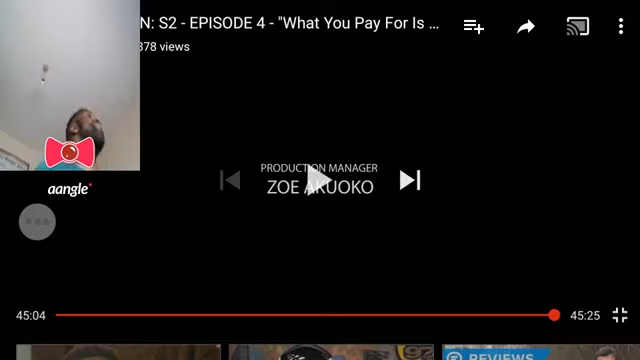 N: S2 - EPISODE 4 - "What You Pay For Is ...
378 views
aangle
PRODUCTION MANAGER
ZOE AKUOKO
45:04
45:25
REVIEWS